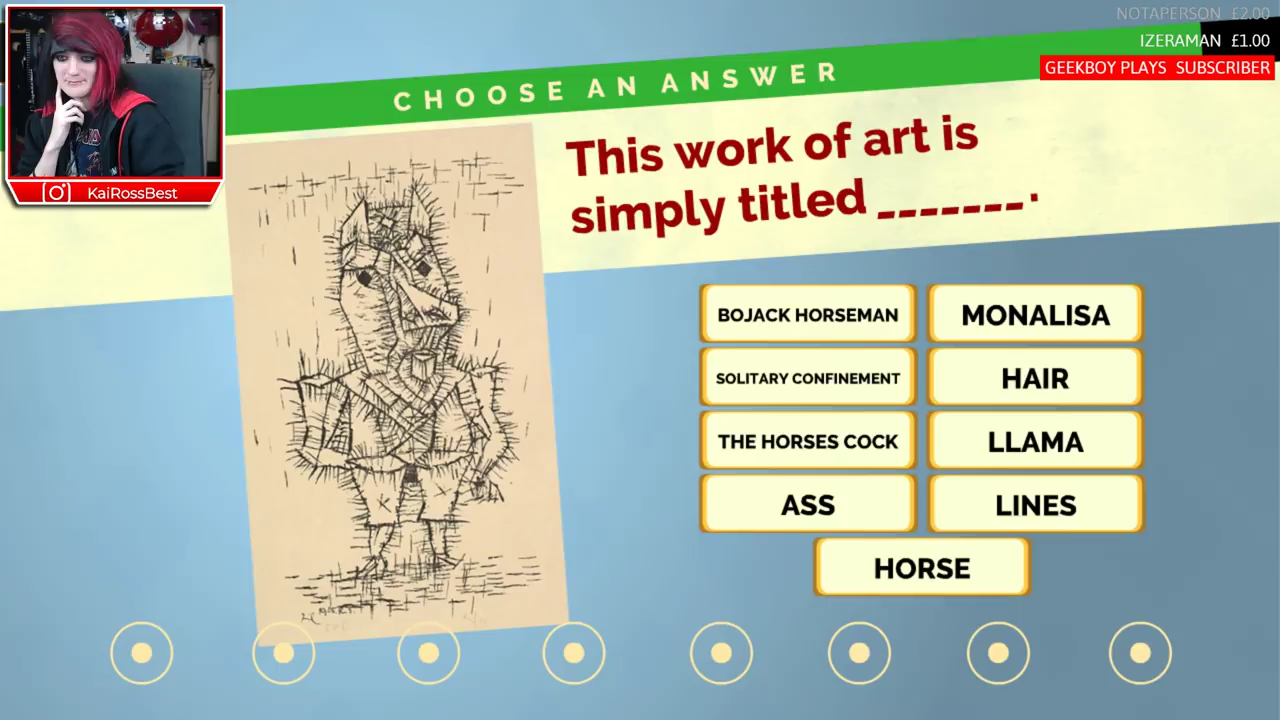 NOTAPERSON £2.00
IZERAMAN £1.00
GEEKBOY PLAYS SUBSCRIBER
KaiRossBest
CHOOSE AN ANSWER
This work of art is
simply titled _______.
BOJACK HORSEMAN
MONALISA
SOLITARY CONFINEMENT
HAIR
THE HORSES COCK
LLAMA
ASS
LINES
HORSE